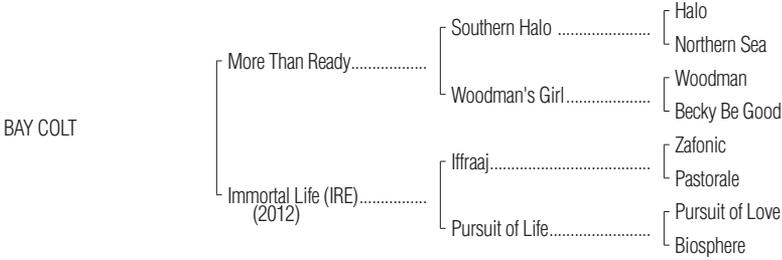 Halo
Southern Halo ......................
Northern Sea
More Than Ready..................
Woodman
Woodman's Girl....................
Becky Be Good
BAY COLT
Zafonic
Iffraaj......................................
Pastorale
Immortal Life (IRE)................
(2012)
Pursuit of Love
Pursuit of Life........................
Biosphere